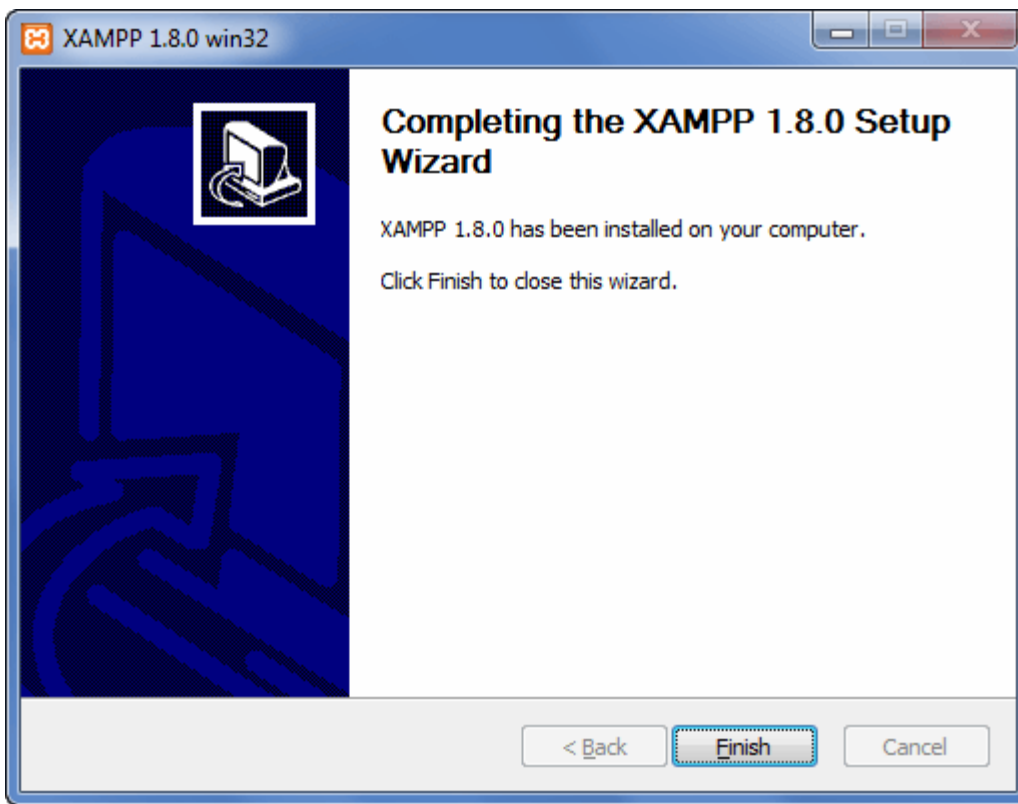 XAMPP 1.8.0 win32
Completing the XAMPP 1.8.0 Setup
Wizard
XAMPP 1.8.0 has been installed on your computer.
Click Finish to close this wizard.
< Back
Finish
Cancel